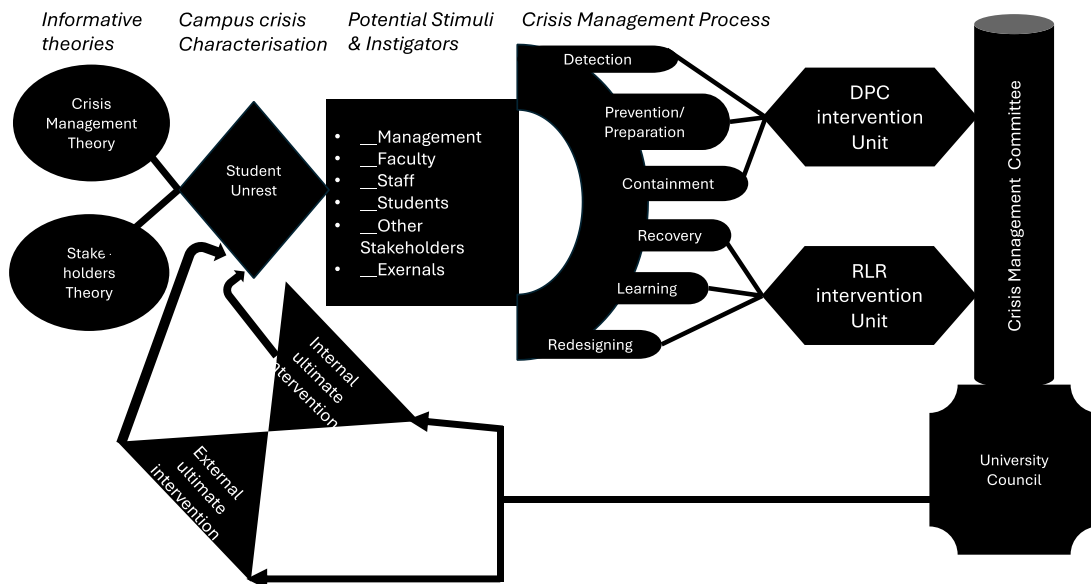 Informative
theories
Campus crisis
Characterisation
Potential Stimuli
& Instigators
Crisis Management Process
Crisis
Management
Theory
Stake-
holders
Theory
Student
Unrest
• __Management
• __Faculty
• __Staff
• __Students
• __Other
Stakeholders
• __Exernals
Detection
Prevention/
Preparation
Containment
Recovery
Learning
Redesigning
DPC
intervention
Unit
RLR
intervention
Unit
Crisis Management Committee
University
Council
Internal
ultimate
intervention
External
ultimate
intervention